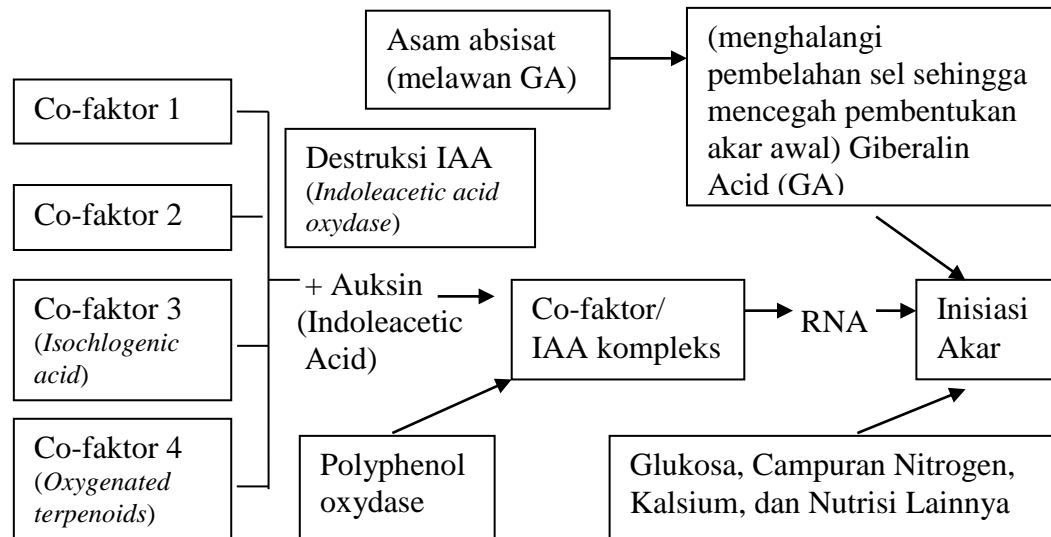 Asam absisat
(melawan GA)
(menghalangi
pembelahan sel sehingga
mencegah pembentukan
akar awal) Giberalin
Acid (GA)
Co-faktor 1
Destruksi IAA
(Indoleacetic acid
oxydase)
Co-faktor 2
Co-faktor 3
(Isochlogenic
acid)
+ Auksin
(Indoleacetic
Acid)
Co-faktor/
IAA kompleks
RNA
Inisiasi
Akar
Co-faktor 4
(Oxygenated
terpenoids)
Polyphenol
oxydase
Glukosa, Campuran Nitrogen,
Kalsium, dan Nutrisi Lainnya